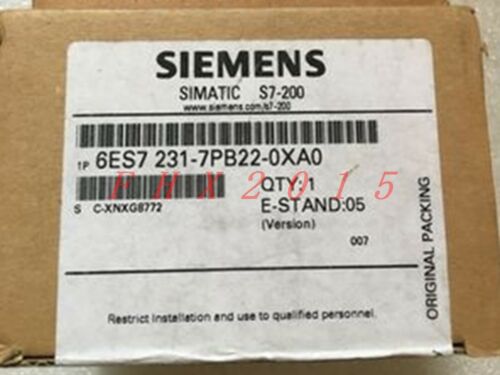 SIEMENS
SIMATIC S7-200
www.siemens.com/s7-200
1P 6ES7 231-7PB22-0XA0
QTY:1
S C-XNXG8772
E-STAND:05
(Version)
007
Restrict Installation and use to qualified personnel.
ORIGINAL PACKING
FHX2015